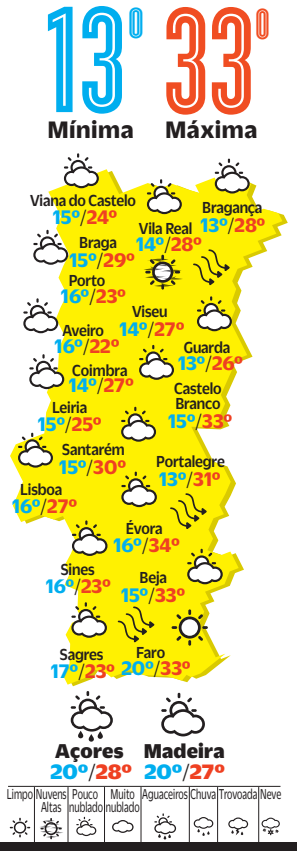 13º 33º
Mínima Máxima
Viana do Castelo
15º/24º
Bragança
13º/28º
Vila Real
14º/28º
Braga
15º/29º
Porto
16º/23º
Viseu
14º/27º
Aveiro
16º/22º
Guarda
13º/26º
Coimbra
14º/27º
Castelo
Branco
15º/33º
Leiria
15º/25º
Santarém
15º/30º
Portalegre
13º/31º
Lisboa
16º/27º
Évora
16º/34º
Sines
16º/23º
Beja
15º/33º
Sagres
17º/23º
Faro
20º/33º
Açores
20º/28º
Madeira
20º/27º
Limpo
Nuvens
Altas
Pouco
nublado
Muito
nublado
Aguaceiros
Chuva
Trovoada
Neve